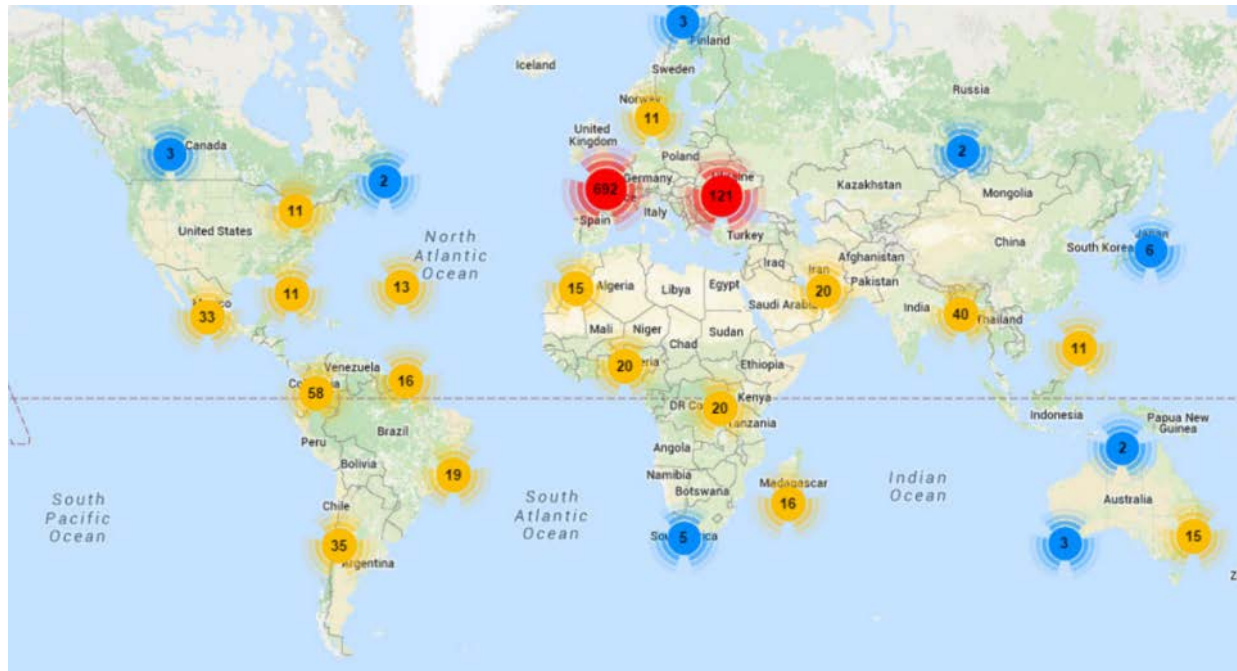 3
Finland
Iceland
Sweden
Russia
Norway
11
United
Kingdom
Canada
3
2
Poland
2
Germany
692
121
Kazakhstan
Mongolia
11
Spain
Italy
Turkey
United States
North
Atlantic
Ocean
China
South Korea
Japan
6
Iraq
Iran
Afghanistan
Pakistan
11
13
15
Algeria
Libya
Egypt
Saudi Arabia
20
India
Mexico
33
40
Thailand
Mali
Niger
Chad
Sudan
11
Venezuela
16
20
Ethiopia
58
20
DR Co
Kenya
Tanzania
Indonesia
Papua New
Guinea
Peru
Brazil
Angola
2
Bolivia
19
Namibia
Botswana
Madagascar
16
Indian
Ocean
Australia
South
Pacific
Ocean
Chile
South
Atlantic
Ocean
35
Argentina
5
3
15